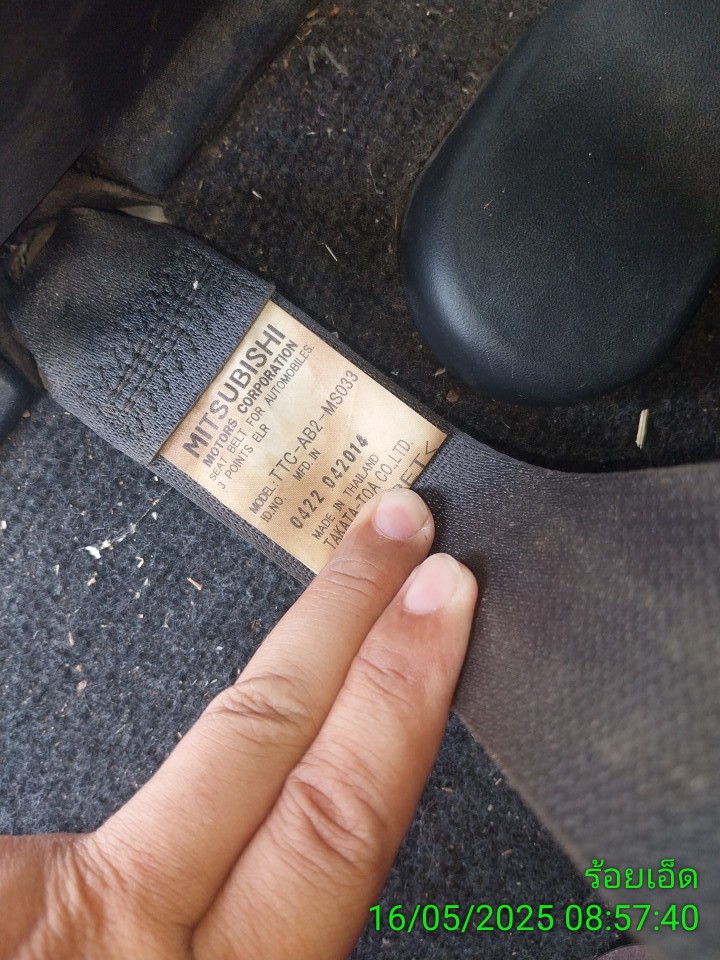 MITSUBISHI
MOTORS CORPORATION
SEAT BELT FOR AUTOMOBILES.
3 POINTS ELR
MODEL: TTC-AB2-MS033
ID.NO. MFD.IN
0422 042014
MADE IN THAILAND
TAKATA-TOA CO.,LTD.
ร้อยเอ็ด
16/05/2025 08:57:40